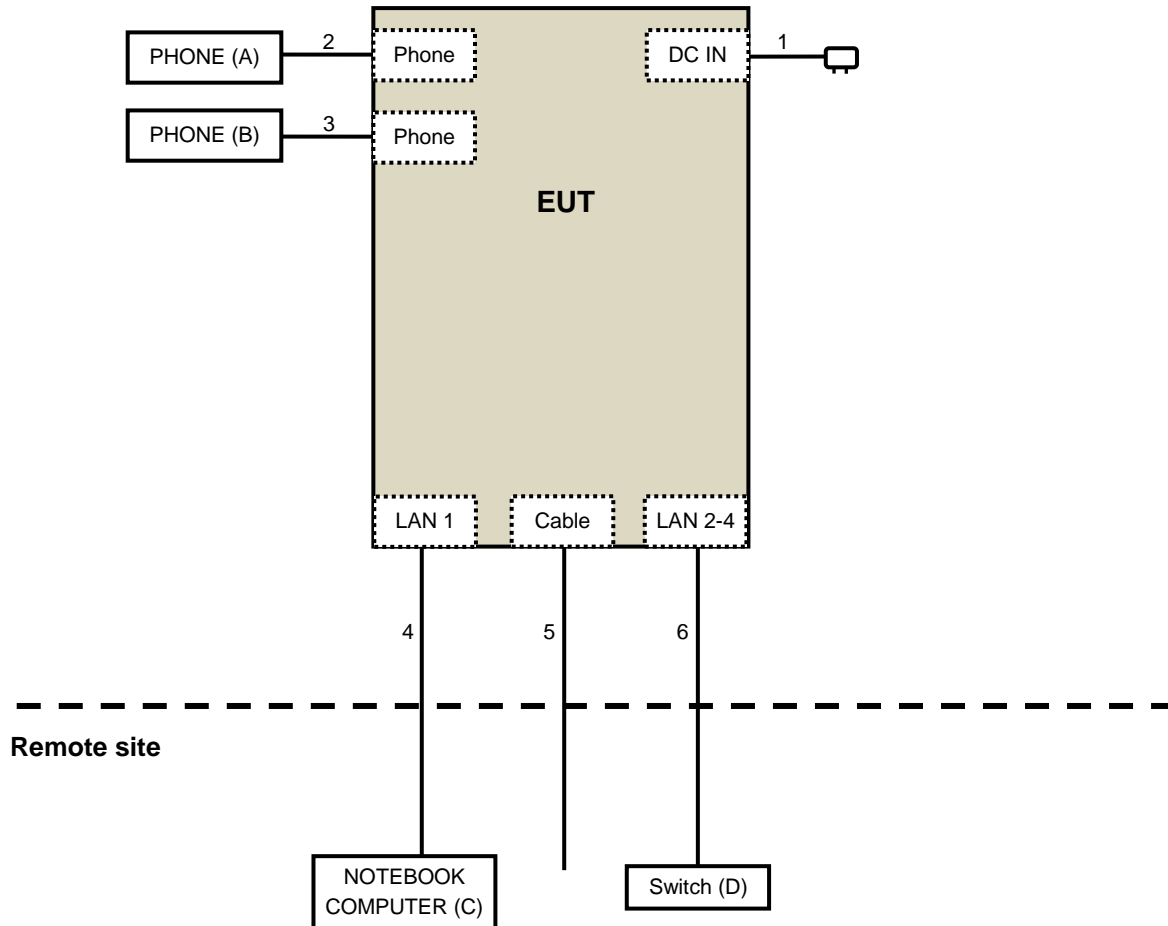 PHONE (A)
2
Phone
DC IN
1
PHONE (B)
3
Phone
EUT
LAN 1
Cable
LAN 2-4
4
5
6
Remote site
NOTEBOOK
COMPUTER (C)
Switch (D)